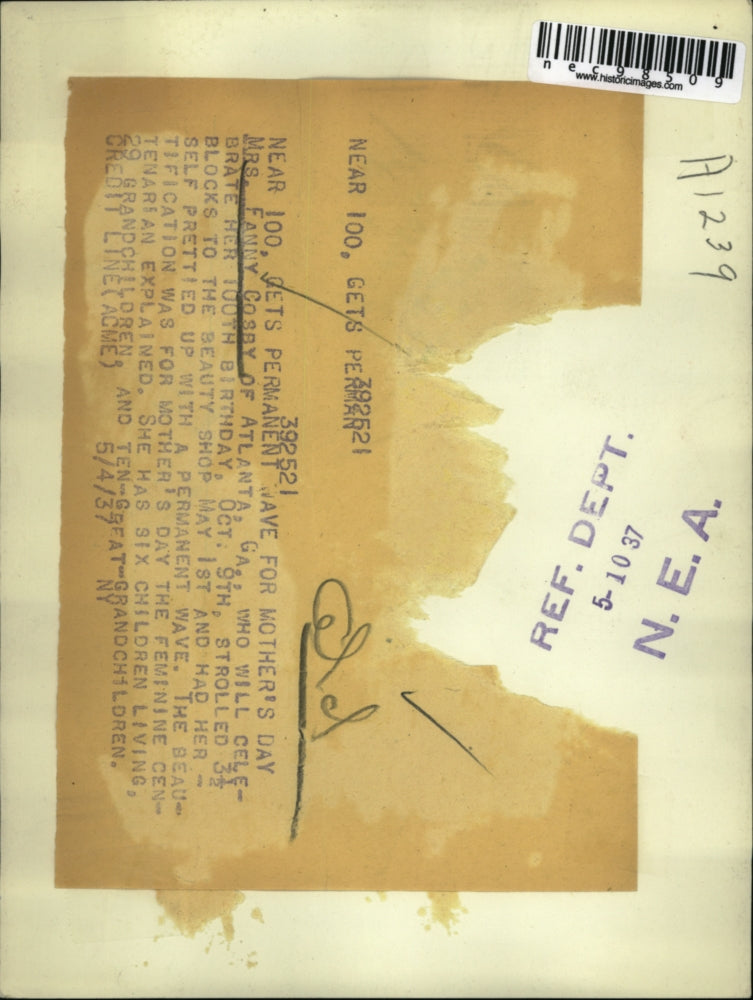 nec98509
www.historicimages.com
A1239
REF. DEPT.
5-10 37
N. E. A.
NEAR 100, GETS PERMAN
392521
392521
NEAR 100, GETS PERMANENT WAVE FOR MOTHER'S DAY
MRS. FANNY COSBY OF ATLANTA, GA., WHO WILL CELE-
BRATE HER 100TH BIRTHDAY, OCT. 9TH, STROLLED 3½
BLOCKS TO THE BEAUTY SHOP MAY 1ST AND HAD HER-
SELF PRETTIED UP WITH A PERMANENT WAVE. THE BEAU-
TIFICATION WAS FOR MOTHER'S DAY THE FEMININE CEN-
TENARIAN EXPLAINED. SHE HAS SIX CHILDREN LIVING,
29 GRANDCHILDREN, AND TEN-GREAT-GRANDCHILDREN.
CREDIT LINE(ACME) 5/4/37 NY